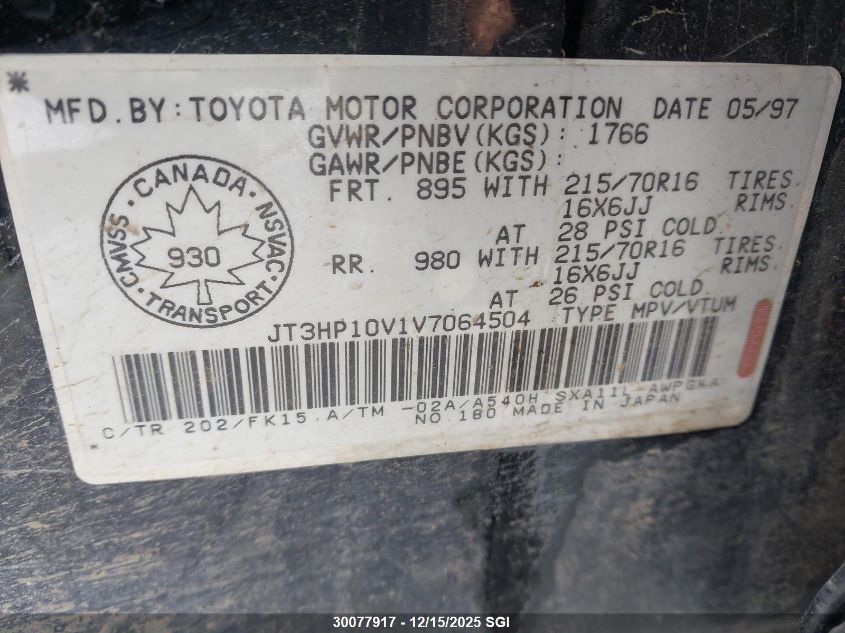 *
MFD.BY:TOYOTA MOTOR CORPORATION DATE 05/97
GVWR/PNBV(KGS): 1766
GAWR/PNBE(KGS):
FRT. 895 WITH 215/70R16 TIRES.
16X6JJ RIMS.
AT 28 PSI COLD.
RR. 980 WITH 215/70R16 TIRES.
16X6JJ RIMS.
AT 26 PSI COLD.
CANADA · NSVAC · TRANSPORT · CMVSS
930
JT3HP10V1V7064504 TYPE MPV/VTUM
*C/TR 202/FK15.A/TM -02A/A540H SXA11L-AWPGKA
NO.180 MADE IN JAPAN
30077917 - 12/15/2025 SGI